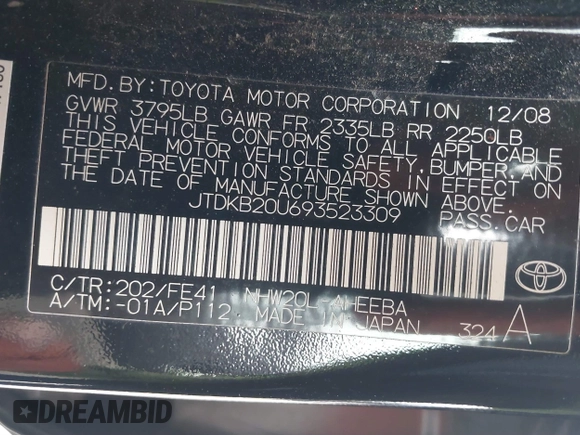 MFD. BY: TOYOTA MOTOR CORPORATION 12/08
GVWR 3795LB GAWR FR 2335LB RR 2250LB
THIS VEHICLE CONFORMS TO ALL APPLICABLE
FEDERAL MOTOR VEHICLE SAFETY, BUMPER, AND
THEFT PREVENTION STANDARDS IN EFFECT ON
THE DATE OF MANUFACTURE SHOWN ABOVE.
JTDKB20U693523309 PASS. CAR
C/TR: 202/FE41 NHW20L-AHEEBA
A/TM: -01A/P112 MADE IN JAPAN 324 A
DREAMBID